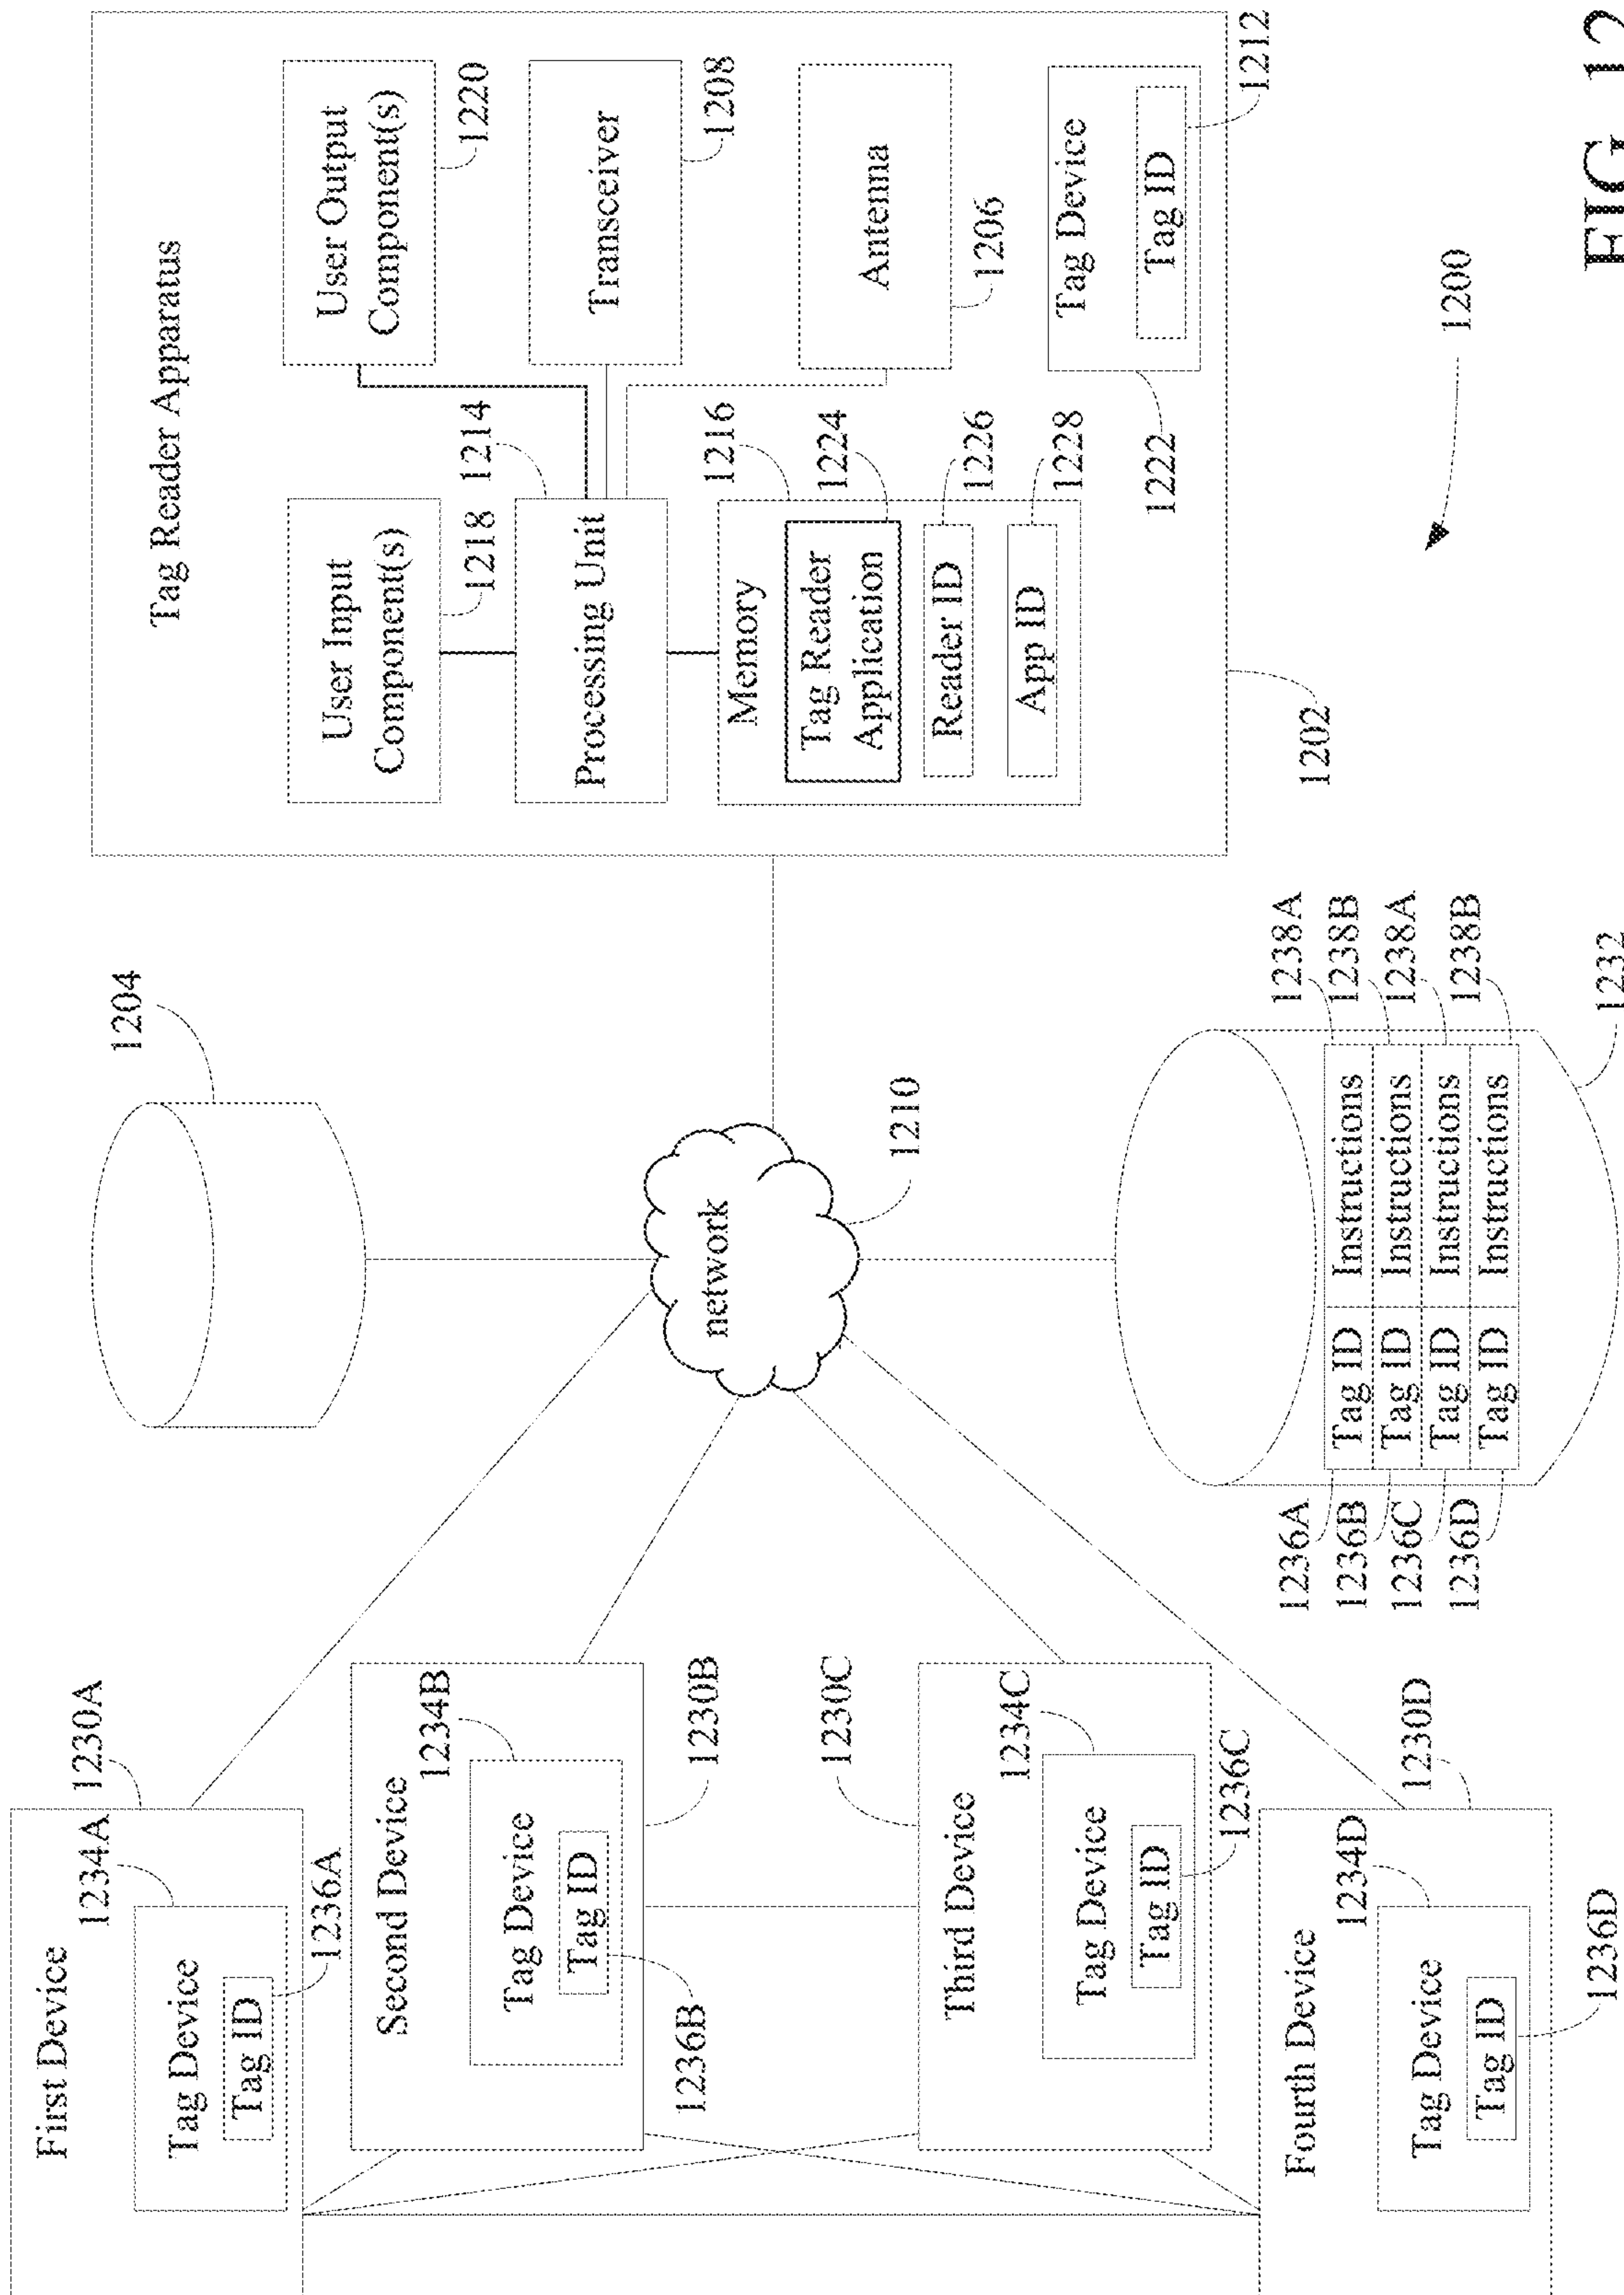 First Device
1234A
1230A
Tag Device
Tag ID
1236A
Second Device
1234B
Tag Device
Tag ID
1236B
1230B
1230C
Third Device
1234C
Tag Device
Tag ID
1236C
1230D
Fourth Device
1234D
Tag Device
Tag ID
1236D
1204
network
1210
1236A
1236B
1236C
1236D
Tag ID Instructions
Tag ID Instructions
Tag ID Instructions
Tag ID Instructions
1238A
1238B
1238A
1238B
1232
Tag Reader Apparatus
User Input
Component(s)
1218
1214
Processing Unit
User Output
Component(s)
1220
Transceiver
1208
Antenna
1206
Memory
1216
Tag Reader
Application
1224
Reader ID
1226
App ID
1228
Tag Device
Tag ID
1212
1222
1202
1200
FIG. 12